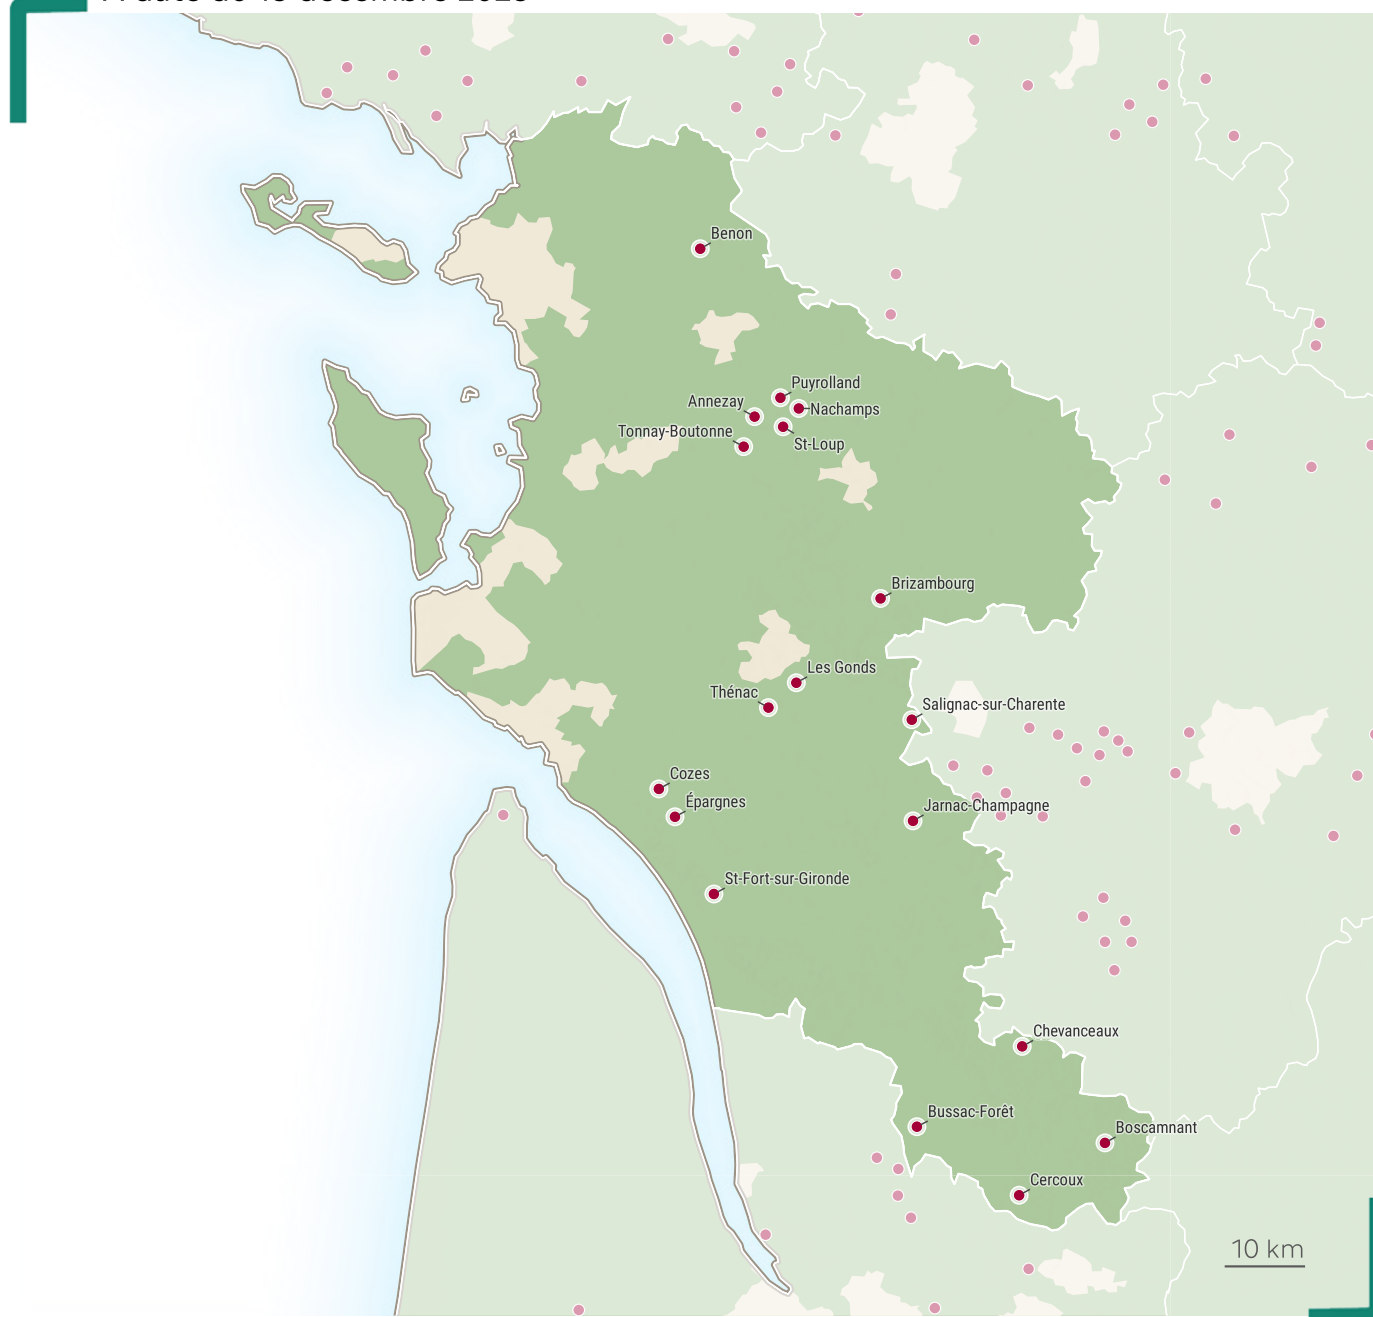 Benon
Puyrolland
Annezay
Nachamps
Tonnay-Boutonne
St-Loup
Brizambourg
Les Gonds
Thénac
Salignac-sur-Charente
Cozes
Épargnes
Jarnac-Champagne
St-Fort-sur-Gironde
Chevanceaux
Bussac-Forêt
Boscamnant
Cercoux
10 km